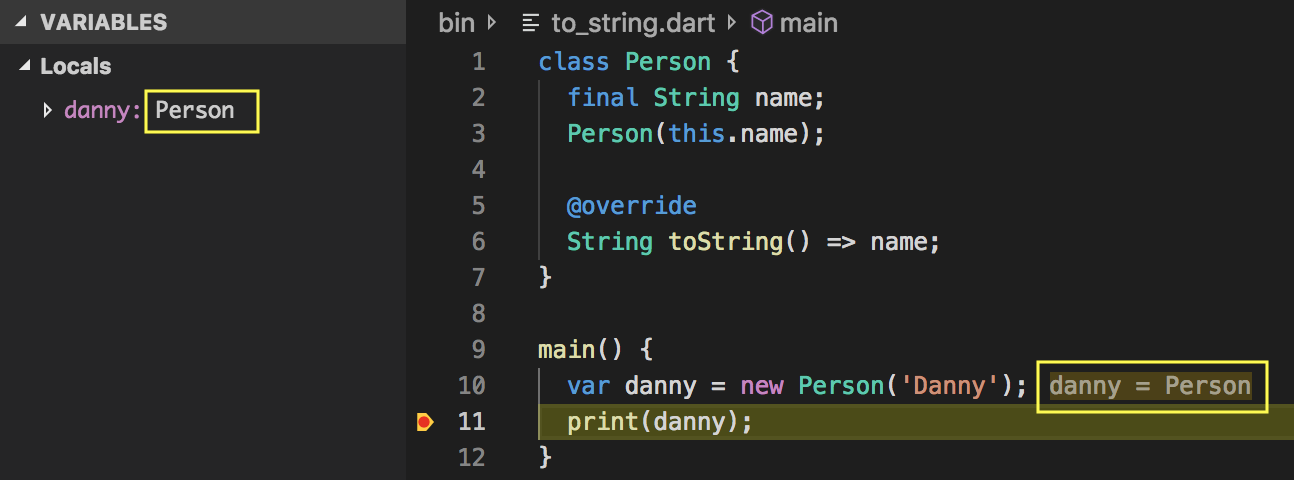 VARIABLES
Locals
danny: Person
bin to_string.dart main
1 class Person {
2 final String name;
3 Person(this.name);
4
5 @override
6 String toString() => name;
7 }
8
9 main() {
10 var danny = new Person('Danny'); danny = Person
11 print(danny);
12 }